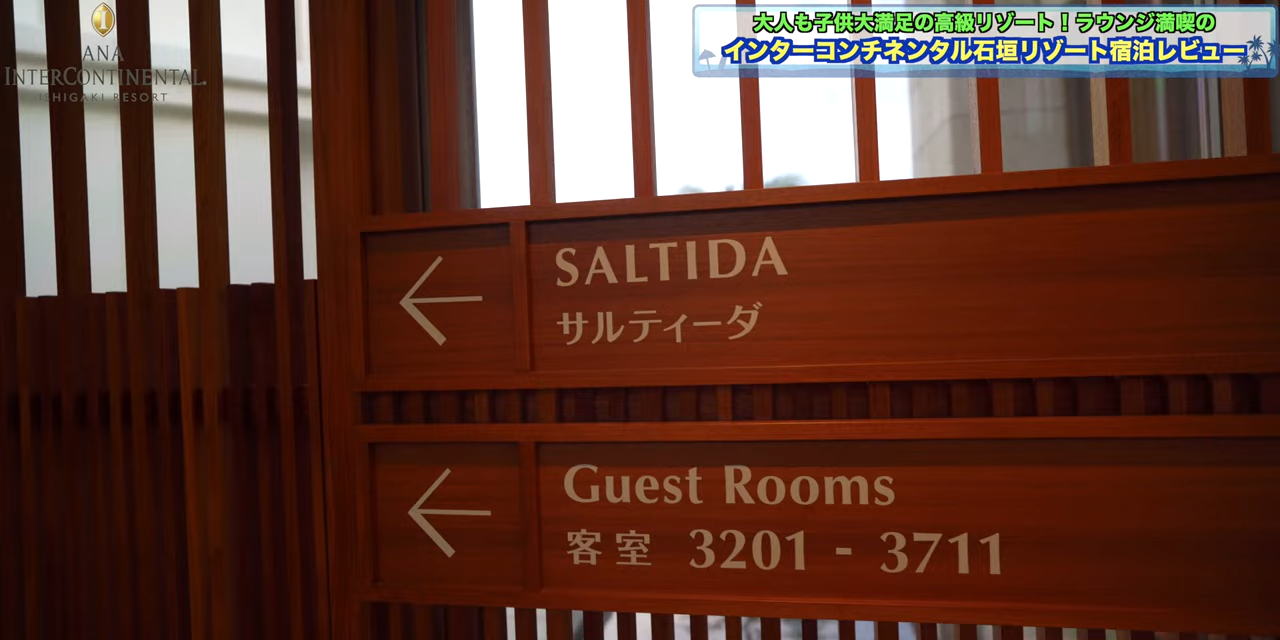 ANA
INTERCONTINENTAL.
ISHIGAKI RESORT
大人も子供大満足の高級リゾート！ラウンジ満喫の
インターコンチネンタル石垣リゾート宿泊レビュー
SALTIDA
サルティーダ
Guest Rooms
客室 3201 - 3711